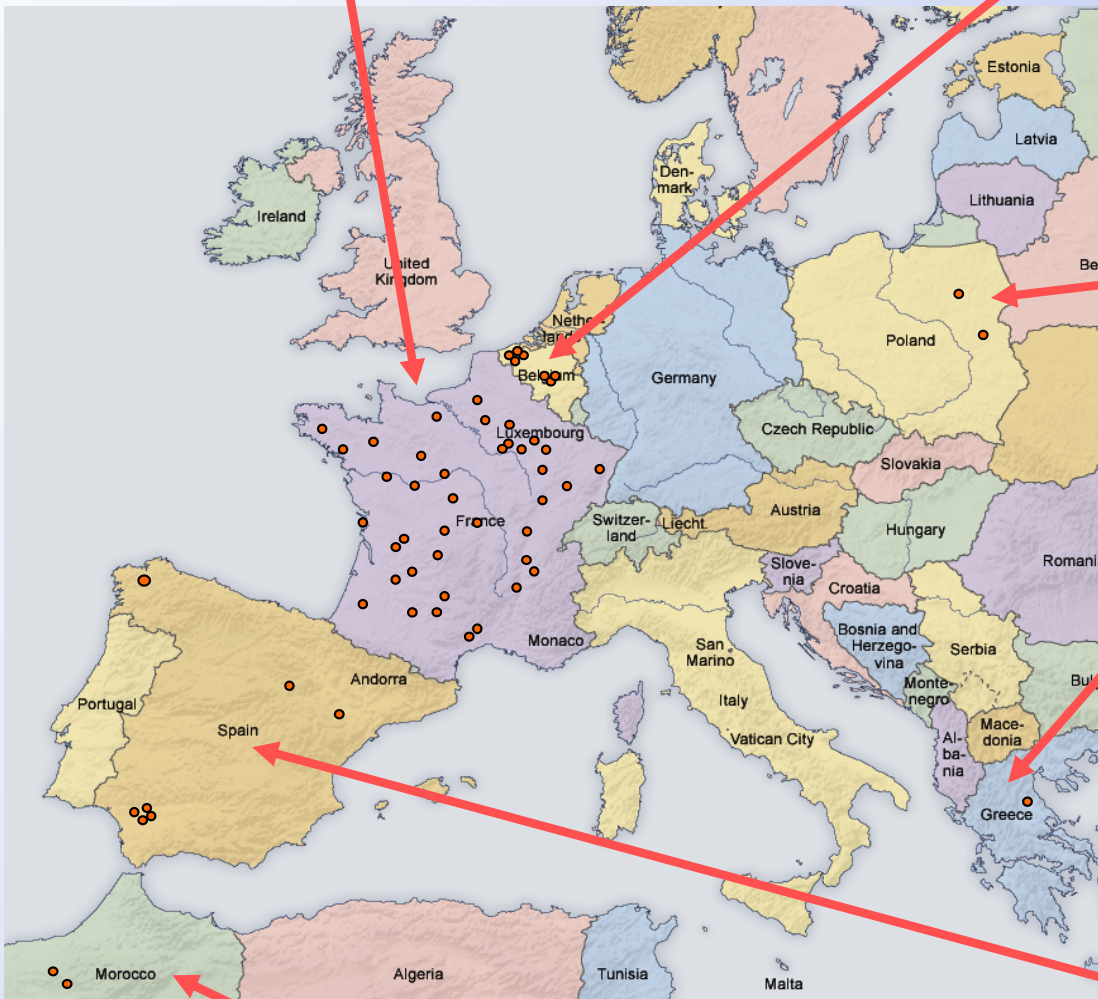 Estonia
Latvia
Den-
mark
Lithuania
Ireland
United
Kingdom
Be
Nether-
lands
Poland
Belgium
Germany
Luxembourg
Czech Republic
Slovakia
Austria
France
Switzer-
land
Liecht.
Hungary
Slove-
nia
Romani
Croatia
Monaco
San
Marino
Bosnia and
Herzego-
vina
Serbia
Andorra
Monte-
negro
Bul
Portugal
Italy
Spain
Vatican City
Mace-
donia
Al-
ba-
nia
Greece
Morocco
Algeria
Tunisia
Malta